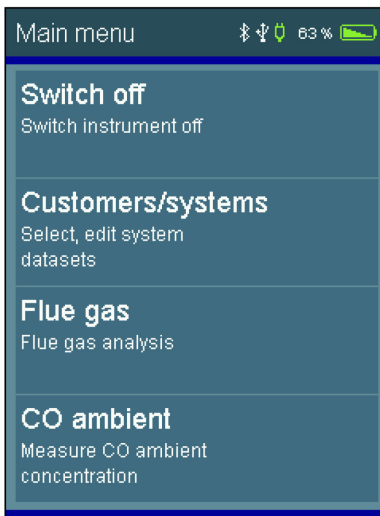 Main menu 63 %
Switch off
Switch instrument off
Customers/systems
Select, edit system
datasets
Flue gas
Flue gas analysis
CO ambient
Measure CO ambient
concentration